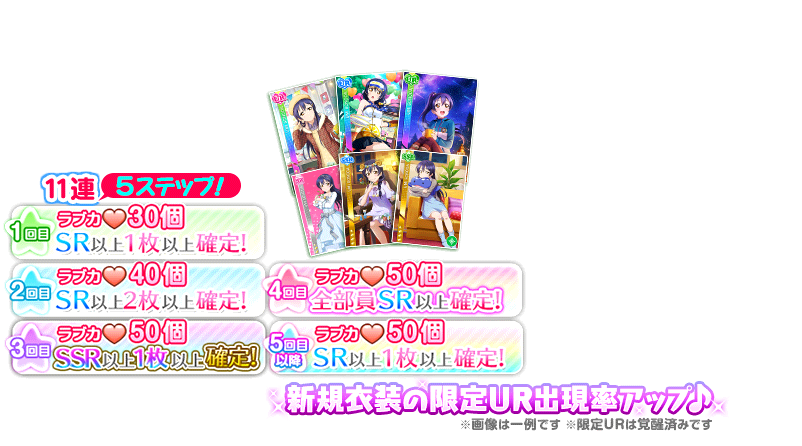 11連 5ステップ!
1回目
ラブカ♥30個
SR以上1枚以上確定!
2回目
ラブカ♥40個
SR以上2枚以上確定!
3回目
ラブカ♥50個
SSR以上1枚以上確定!
4回目
ラブカ♥50個
全部員SR以上確定!
5回目以降
ラブカ♥50個
SR以上1枚以上確定!
新規衣装の限定UR出現率アップ♪
※画像は一例です ※限定URは覚醒済みです